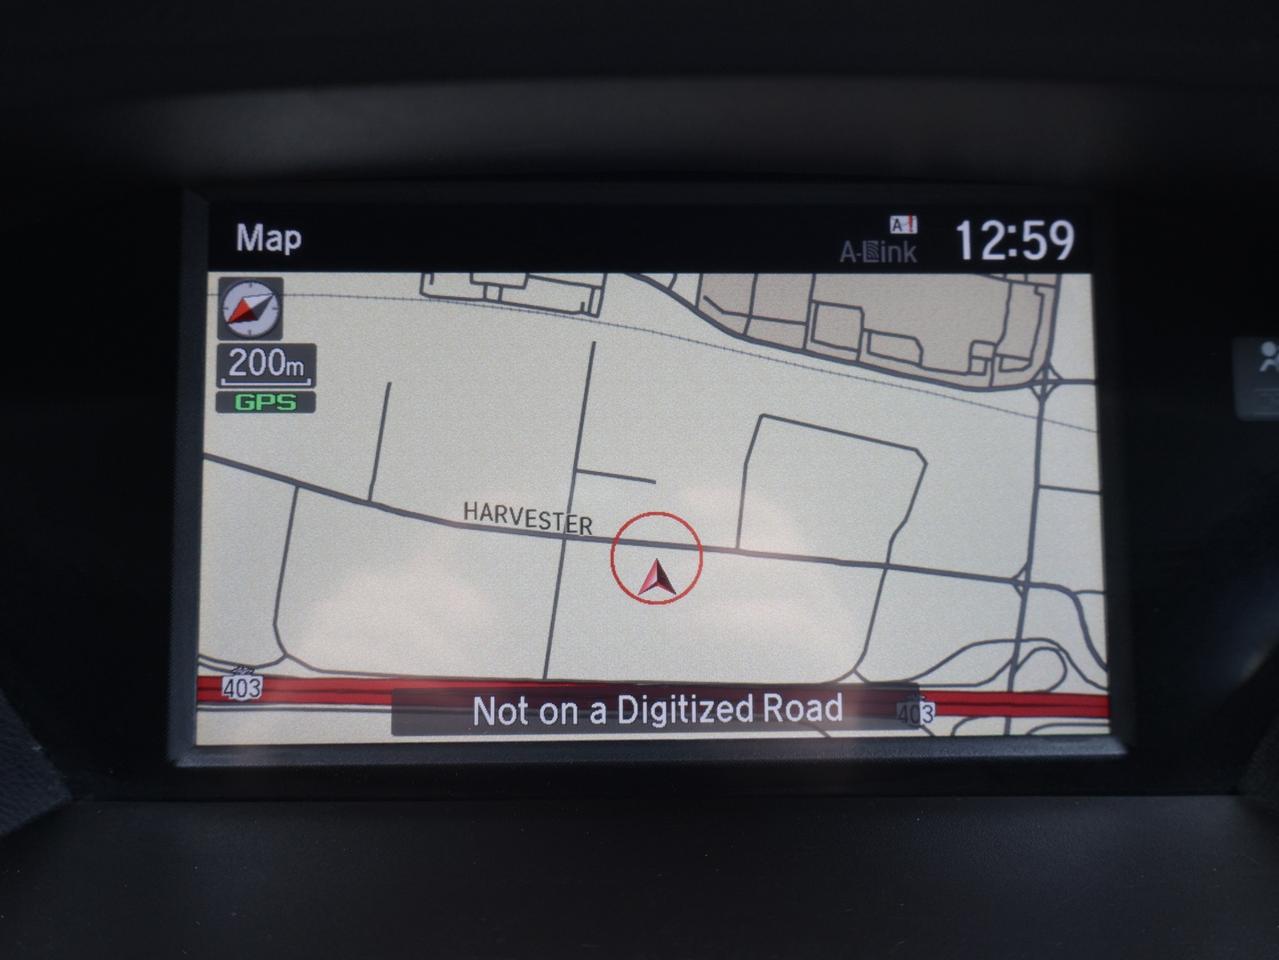 Map
A!
A-Link
12:59
200m
GPS
HARVESTER
403
Not on a Digitized Road
403